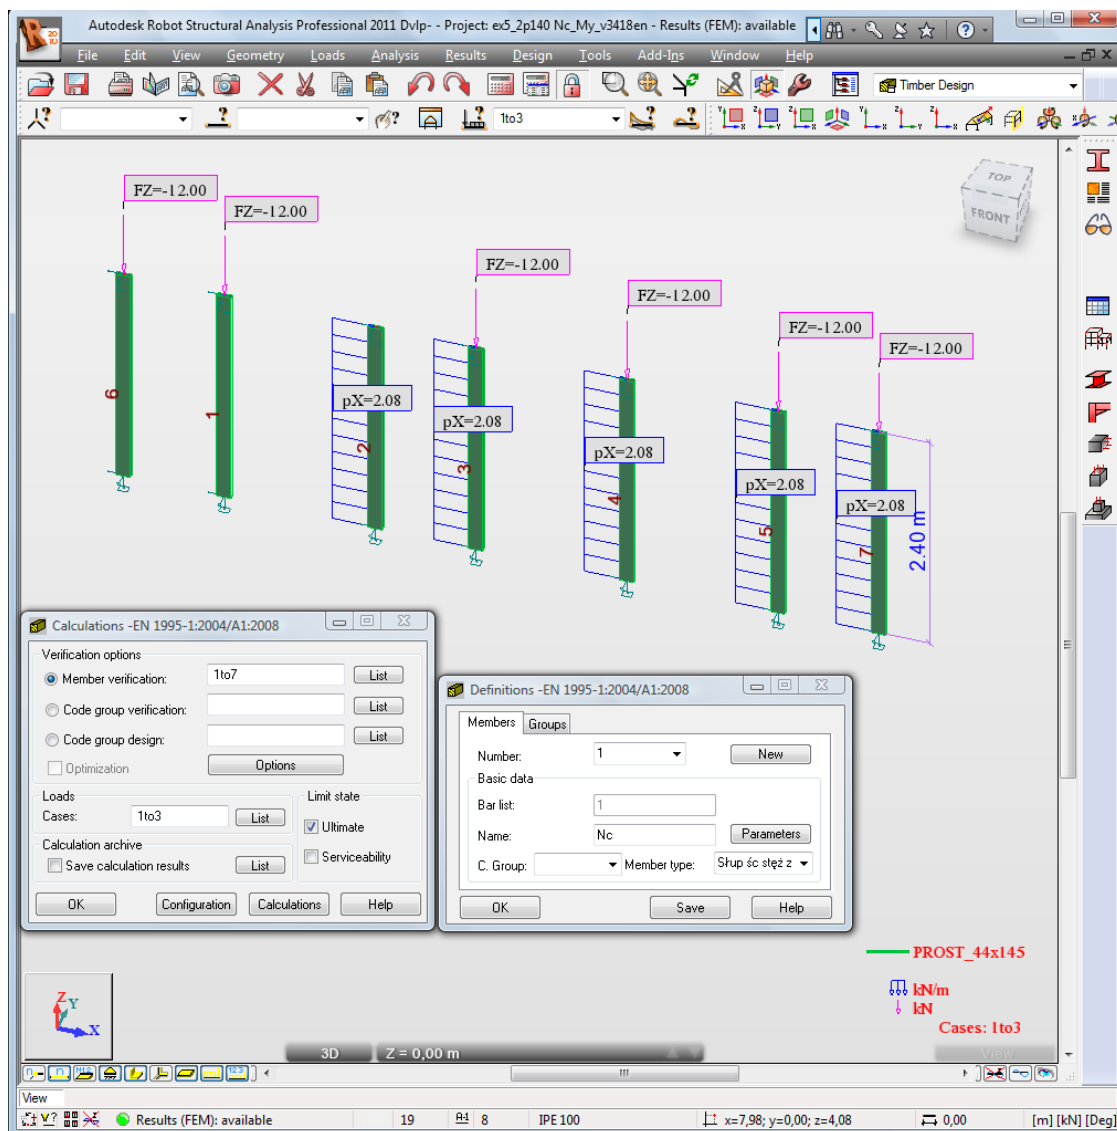 Autodesk Robot Structural Analysis Professional 2011 Dvlp- - Project: ex5_2p140 Nc_My_v3418en - Results (FEM): available
File Edit View Geometry Loads Analysis Results Design Tools Add-Ins Window Help
Timber Design
1to3
TOP
FRONT
FZ=-12.00
FZ=-12.00
FZ=-12.00
FZ=-12.00
FZ=-12.00
FZ=-12.00
pX=2.08
pX=2.08
pX=2.08
pX=2.08
pX=2.08
6
1
2
3
4
5
7
2.40 m
Calculations -EN 1995-1:2004/A1:2008
Verification options
Member verification: 1to7 List
Code group verification: List
Code group design: List
Optimization Options
Loads
Cases: 1to3 List
Limit state
Ultimate
Serviceability
Calculation archive
Save calculation results List
OK Configuration Calculations Help
Definitions -EN 1995-1:2004/A1:2008
Members Groups
Number: 1 New
Basic data
Bar list: 1
Name: Nc Parameters
C. Group: Member type: Słup śc stęż z
OK Save Help
PROST_44x145
kN/m
kN
Cases: 1to3
Z Y X
3D Z = 0,00 m View
View
Results (FEM): available 19 8 IPE 100 x=7,98; y=0,00; z=4,08 0,00 [m] [kN] [Deg]